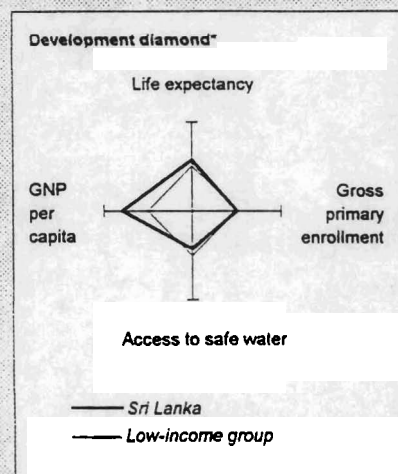 Development diamond*
Life expectancy
GNP
per
capita
Gross
primary
enrollment
Access to safe water
Sri Lanka
Low-income group